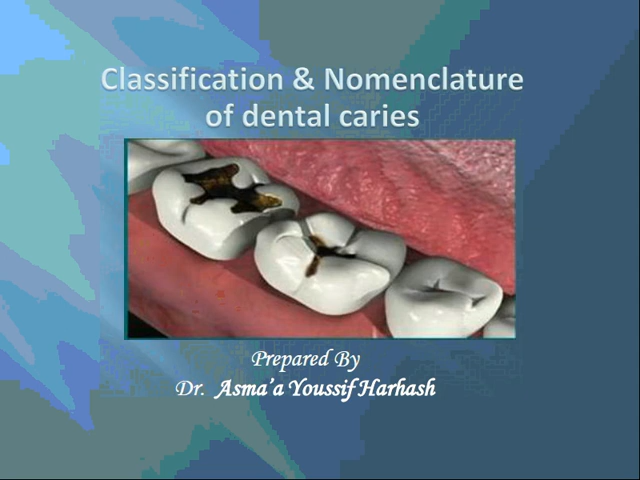 Classification & Nomenclature
of dental caries
Prepared By
Dr. Asma'a Youssif Harhash